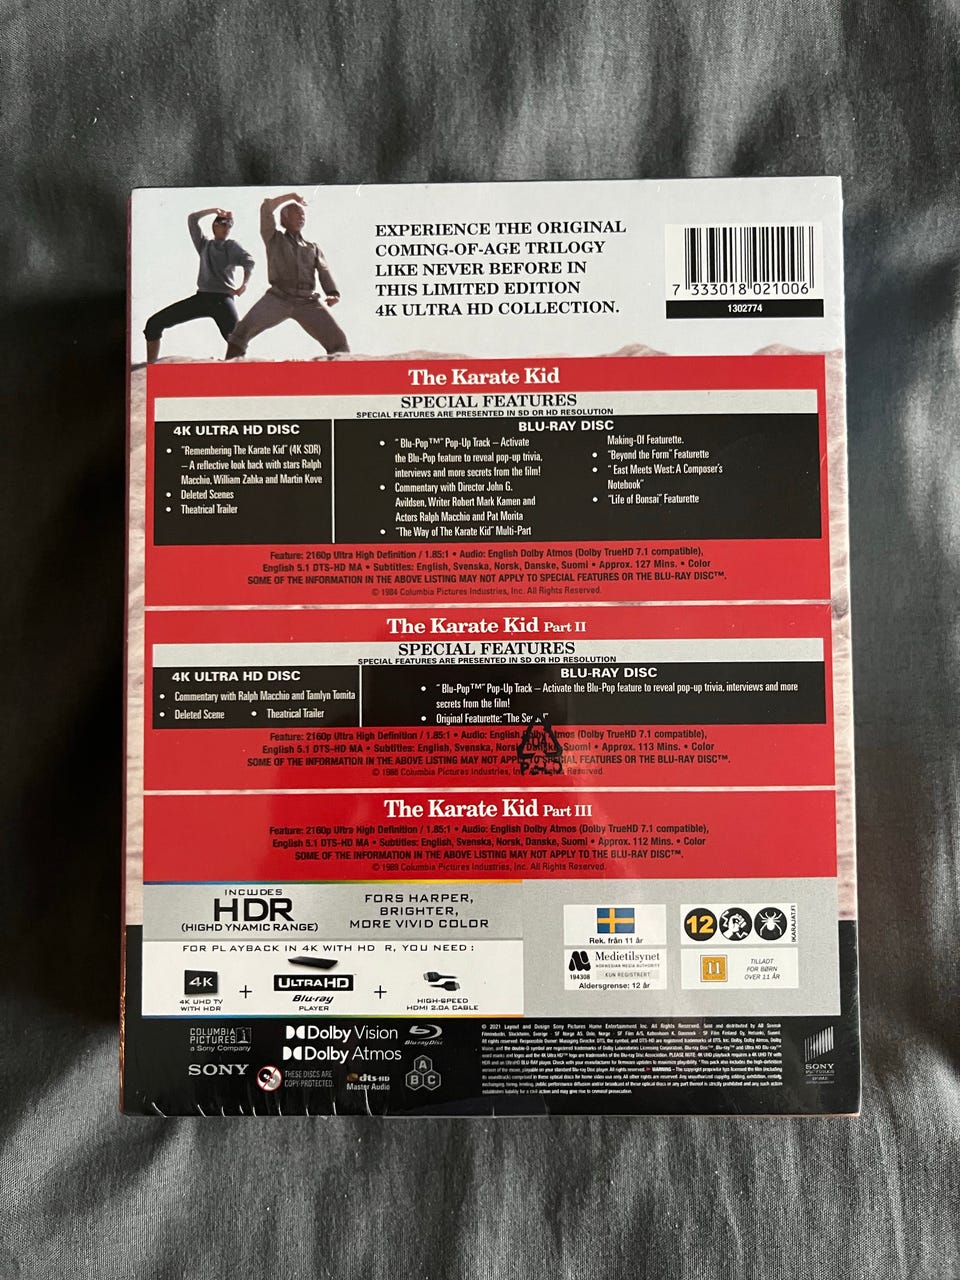 EXPERIENCE THE ORIGINAL
COMING-OF-AGE TRILOGY
LIKE NEVER BEFORE IN
THIS LIMITED EDITION
4K ULTRA HD COLLECTION.
7 333018 021006
1302774
The Karate Kid
SPECIAL FEATURES
SPECIAL FEATURES ARE PRESENTED IN SD OR HD RESOLUTION
4K ULTRA HD DISC
• "Remembering The Karate Kid" (4K SDR)
– A reflective look back with stars Ralph
Macchio, William Zabka and Martin Kove
• Deleted Scenes
• Theatrical Trailer
BLU-RAY DISC
• "Blu-Pop™" Pop-Up Track – Activate
the Blu-Pop feature to reveal pop-up trivia,
interviews and more secrets from the film!
• Commentary with Director John G.
Avildsen, Writer Robert Mark Kamen and
Actors Ralph Macchio and Pat Morita
• "The Way of The Karate Kid" Multi-Part
Making-Of Featurette.
• "Beyond the Form" Featurette
• " East Meets West: A Composer's
Notebook"
• "Life of Bonsai" Featurette
Feature: 2160p Ultra High Definition / 1.85:1 • Audio: English Dolby Atmos (Dolby TrueHD 7.1 compatible),
English 5.1 DTS-HD MA • Subtitles: English, Svenska, Norsk, Danske, Suomi • Approx. 127 Mins. • Color
SOME OF THE INFORMATION IN THE ABOVE LISTING MAY NOT APPLY TO SPECIAL FEATURES OR THE BLU-RAY DISC™.
© 1984 Columbia Pictures Industries, Inc. All Rights Reserved.
The Karate Kid Part II
SPECIAL FEATURES
SPECIAL FEATURES ARE PRESENTED IN SD OR HD RESOLUTION
4K ULTRA HD DISC
• Commentary with Ralph Macchio and Tamlyn Tomita
• Deleted Scene • Theatrical Trailer
BLU-RAY DISC
• "Blu-Pop™" Pop-Up Track – Activate the Blu-Pop feature to reveal pop-up trivia, interviews and more
secrets from the film!
• Original Featurette: "The
Feature: 2160p Ultra High Definition / 1.85:1 • Audio: English Dolby Atmos (Dolby TrueHD 7.1 compatible),
English 5.1 DTS-HD MA • Subtitles: English, Svenska, Norsk, Danske, Suomi • Approx. 113 Mins. • Color
SOME OF THE INFORMATION IN THE ABOVE LISTING MAY NOT APPLY TO SPECIAL FEATURES OR THE BLU-RAY DISC™.
© 1986 Columbia Pictures Industries, Inc. All Rights Reserved.
The Karate Kid Part III
Feature: 2160p Ultra High Definition / 1.85:1 • Audio: English Dolby Atmos (Dolby TrueHD 7.1 compatible),
English 5.1 DTS-HD MA • Subtitles: English, Svenska, Norsk, Danske, Suomi • Approx. 112 Mins. • Color
SOME OF THE INFORMATION IN THE ABOVE LISTING MAY NOT APPLY TO THE BLU-RAY DISC™.
© 1989 Columbia Pictures Industries, Inc. All Rights Reserved.
INCWDES
HDR
(HIGHD YNAMIC RANGE)
FORS HARPER,
BRIGHTER,
MORE VIVID COLOR
FOR PLAYBACK IN 4K WITH HD R, YOU NEED :
4K
4K UHD TV
WITH HDR
+
ULTRA HD
Blu-ray
PLAYER
+
HIGH-SPEED
HDMI 2.0A CABLE
Rek. från 11 år
12
IKARAJAT.FI
194308
Medietilsynet
NORWEGIAN MEDIA AUTHORITY
KUN REGISTRERT
Aldersgrense: 12 år
11
TILLADT
FOR BØRN
OVER 11 ÅR
COLUMBIA
PICTURES
a Sony Company
SONY
Dolby Vision
Dolby Atmos
Blu-ray Disc
THESE DISCS ARE
COPY-PROTECTED.
dts-HD
Master Audio
A
B C
SONY
PICTURES